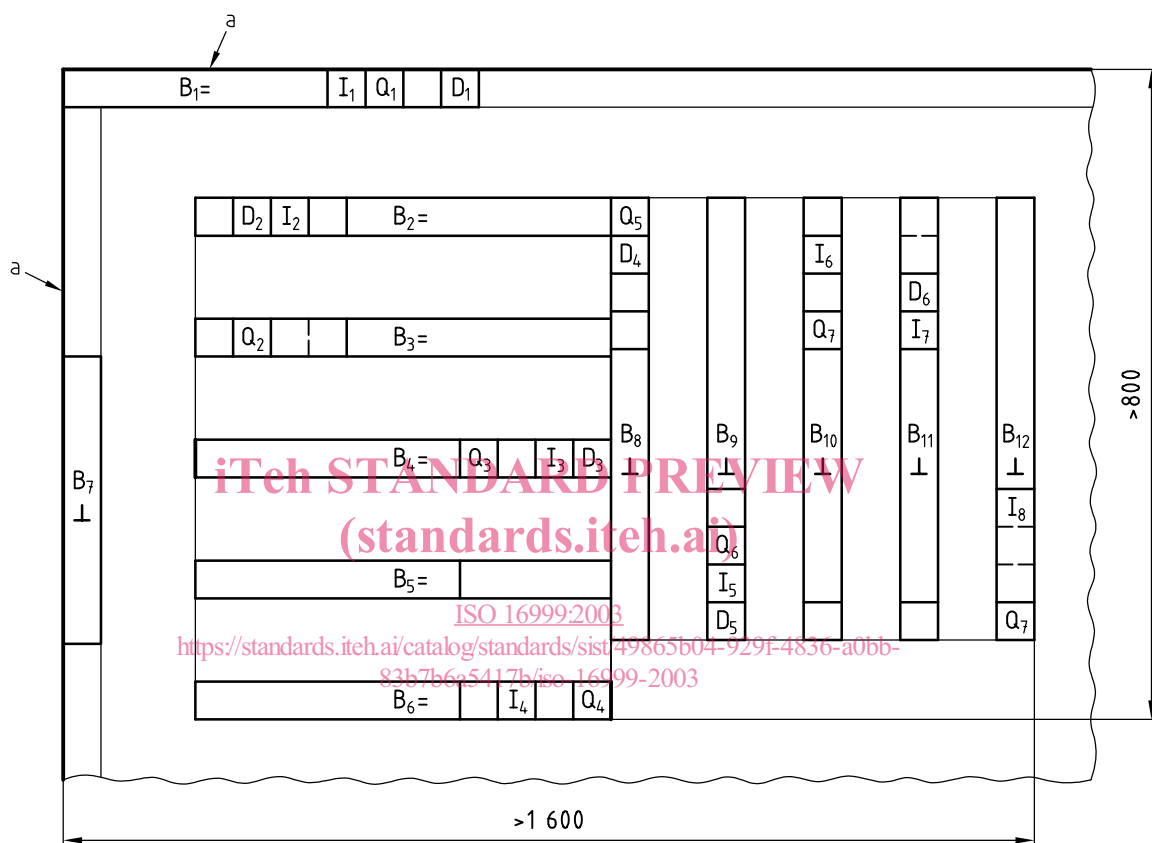 a
B₁= I₁ Q₁ D₁
D₂ I₂ B₂= Q₅
D₄ I₆
a
D₆
Q₂ B₃= Q₇ I₇
>800
B₈ B₉ B₁₀ B₁₁ B₁₂
⊥ ⊥ ⊥ ⊥ ⊥
B₄= Q₃ I₃ D₃
iTeh STANDARD PREVIEW
B₇
⊥
I₈
(standards.iteh.ai)
Q₆
B₅= I₅
ISO 16999:2003
D₅ Q₇
https://standards.iteh.ai/catalog/standards/sist/49865b04-929f-4836-a0bb-
83b7b6a5417b/iso-16999-2003
B₆= I₄ Q₄
>1 600